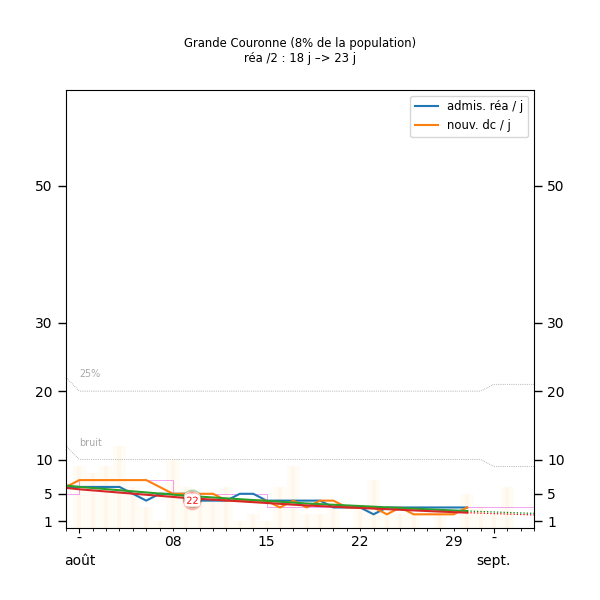 Grande Couronne (8% de la population)
réa /2 : 18 j –> 23 j
admis. réa / j
nouv. dc / j
50 50
30 30
25%
20 20
bruit
10 10
5 22 5
1 1
- 08 15 22 29 -
août sept.